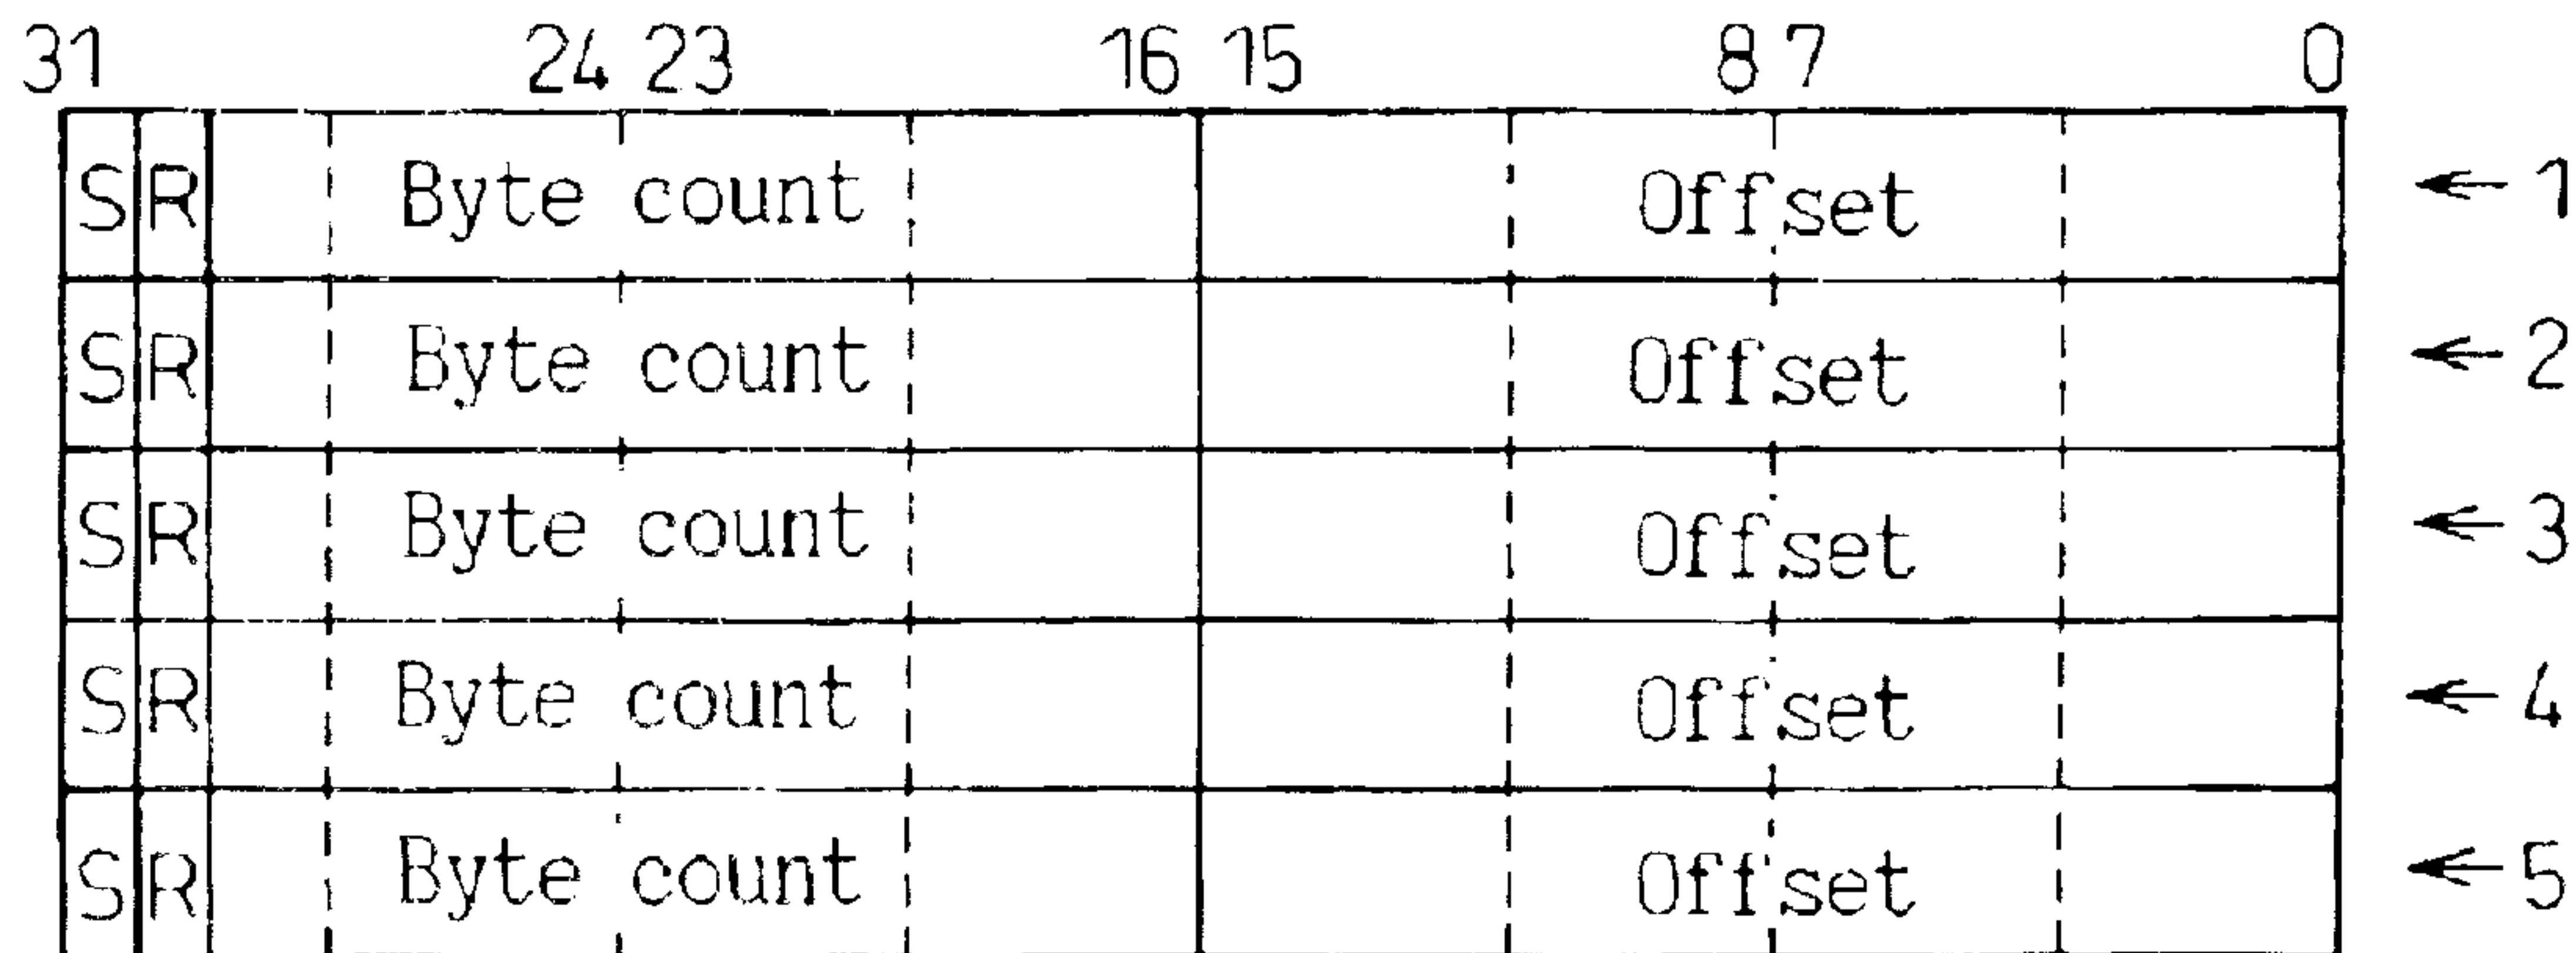 31 24 23 16 15 8 7 0
S R Byte count Offset ← 1
S R Byte count Offset ← 2
S R Byte count Offset ← 3
S R Byte count Offset ← 4
S R Byte count Offset ← 5